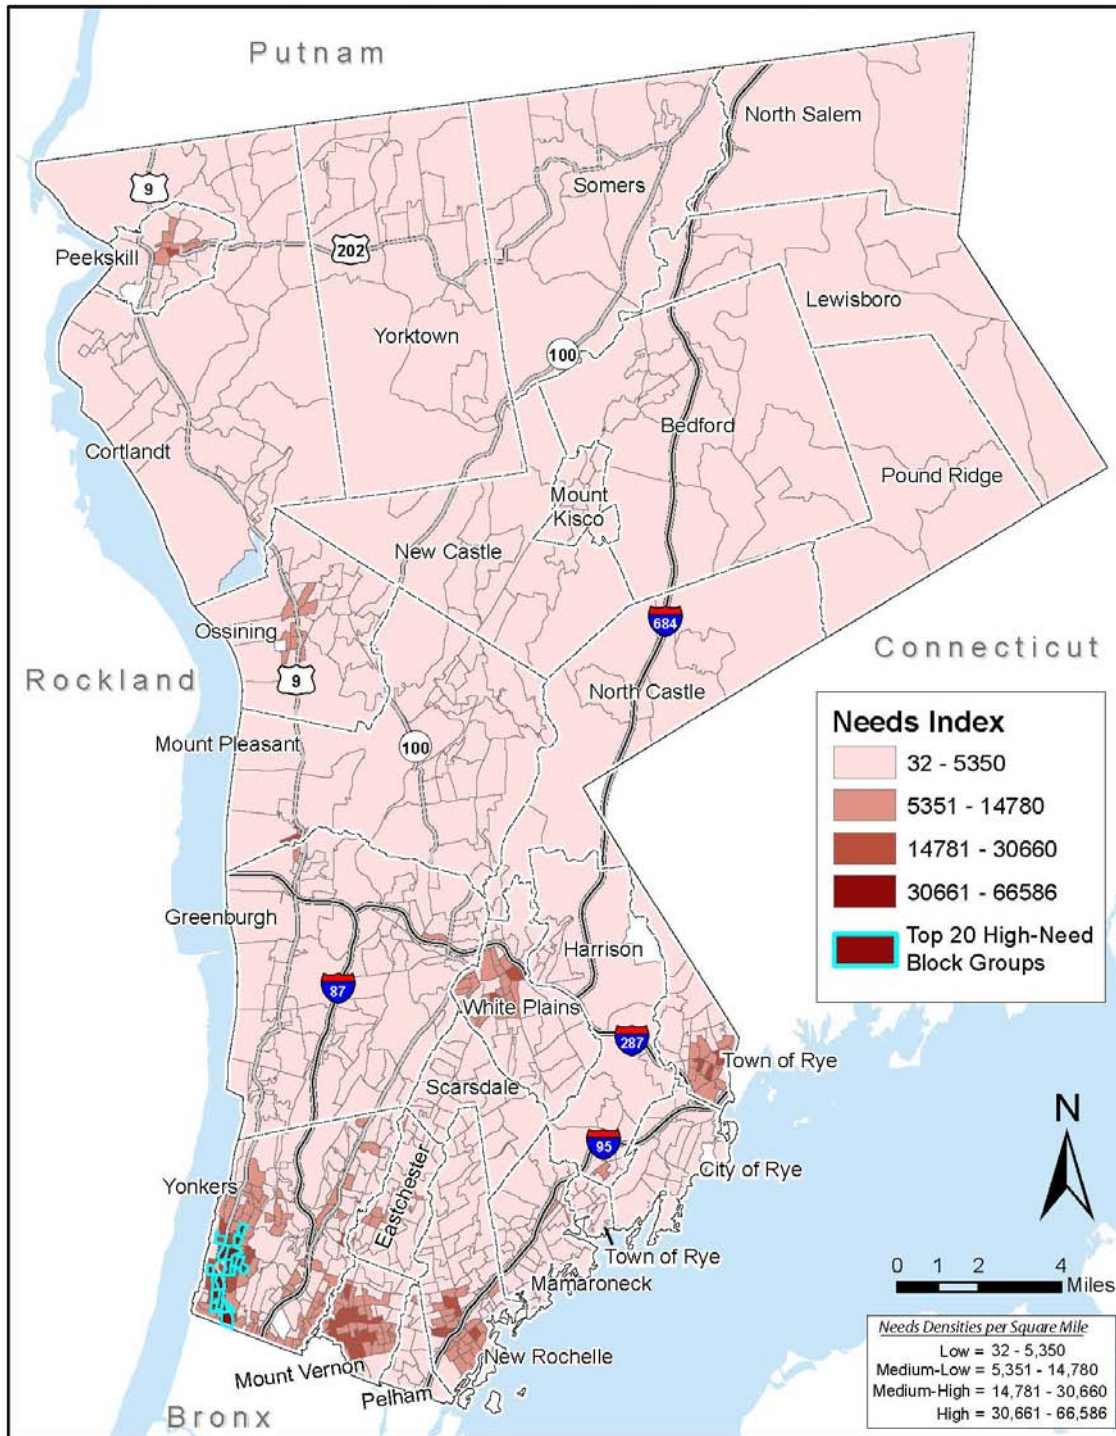 Putnam
North Salem
Somers
9
Peekskill
202
Lewisboro
Yorktown
100
Bedford
Cortlandt
Pound Ridge
Mount
Kisco
New Castle
684
Ossining
Connecticut
Rockland
9
North Castle
Mount Pleasant
100
Needs Index
32 - 5350
5351 - 14780
14781 - 30660
30661 - 66586
Top 20 High-Need
Block Groups
Greenburgh
Harrison
87
White Plains
287
Town of Rye
Scarsdale
N
95
City of Rye
Yonkers
Eastchester
Town of Rye
Mamaroneck
0 1 2 4
Miles
Needs Densities per Square Mile
Low = 32 - 5,350
Medium-Low = 5,351 - 14,780
Medium-High = 14,781 - 30,660
High = 30,661 - 66,586
New Rochelle
Mount Vernon
Pelham
Bronx